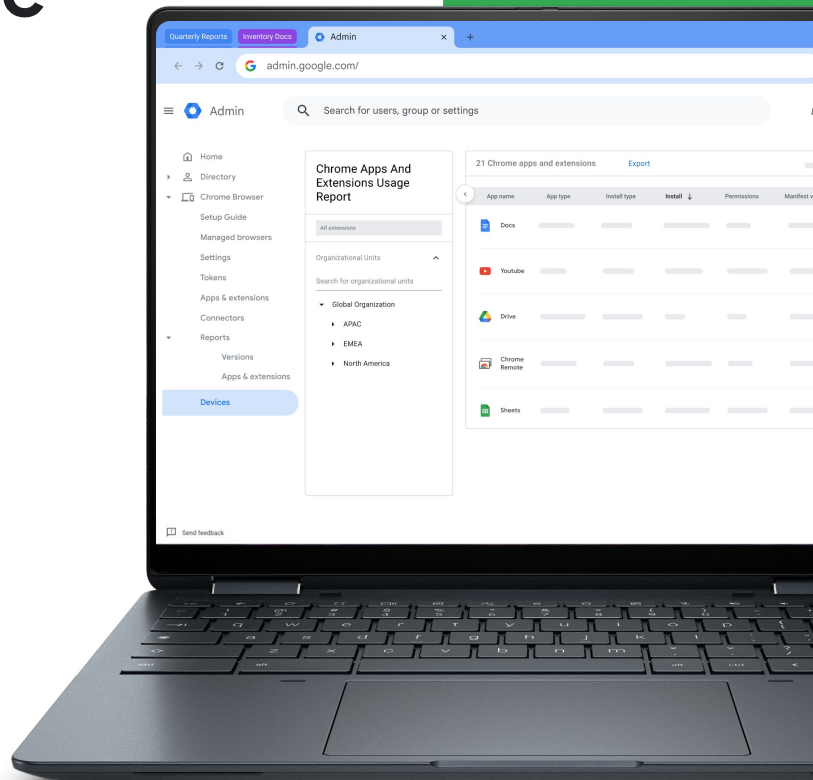 Quarterly Reports
Inventory Docs
Admin
admin.google.com/
Admin
Search for users, group or settings
Home
Directory
Chrome Browser
Setup Guide
Managed browsers
Settings
Tokens
Apps & extensions
Connectors
Reports
Versions
Apps & extensions
Devices
Send feedback
Chrome Apps And
Extensions Usage
Report
All extensions
Organizational Units
Search for organizational units
Global Organization
APAC
EMEA
North America
21 Chrome apps and extensions Export
App name App type Install type Install ↓ Permissions Manifest v
Docs
Youtube
Drive
Chrome
Remote
Sheets